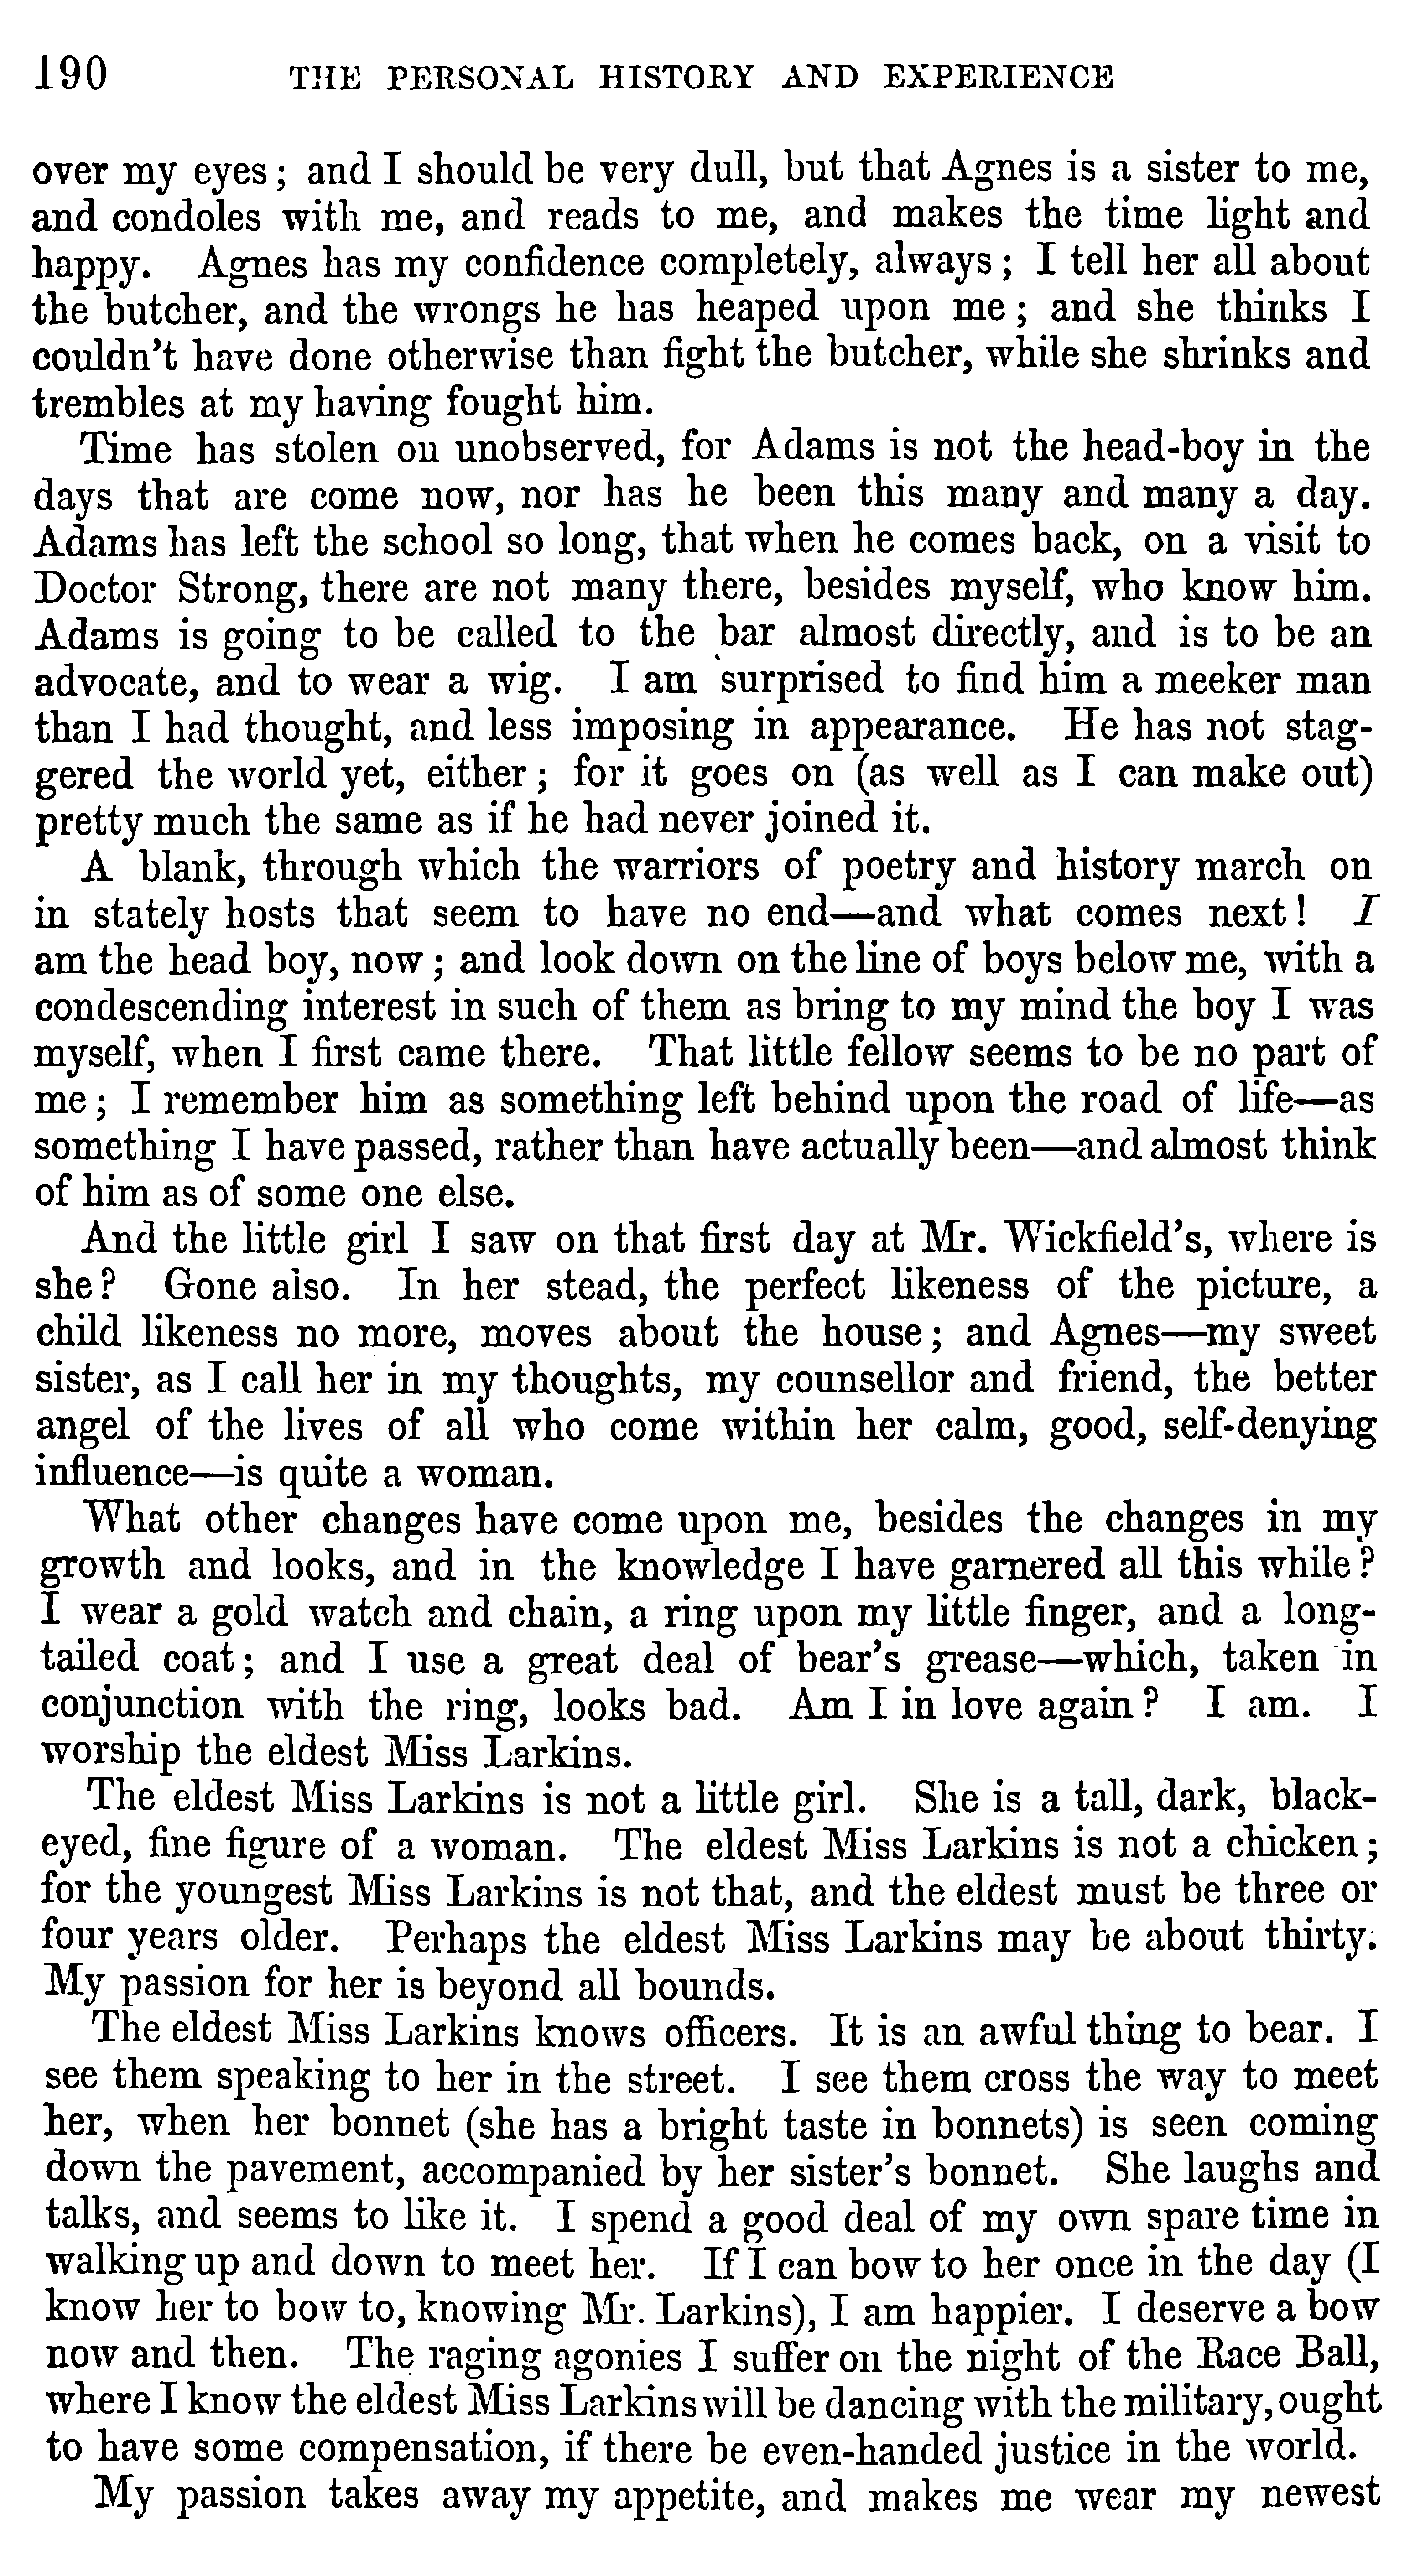 190 THE PERSONAL HISTORY AND EXPERIENCE
over my eyes; and I should be very dull, but that Agnes is a sister to me,
and condoles with me, and reads to me, and makes the time light and
happy. Agnes has my confidence completely, always; I tell her all about
the butcher, and the wrongs he has heaped upon me; and she thinks I
couldn't have done otherwise than fight the butcher, while she shrinks and
trembles at my having fought him.
Time has stolen on unobserved, for Adams is not the head-boy in the
days that are come now, nor has he been this many and many a day.
Adams has left the school so long, that when he comes back, on a visit to
Doctor Strong, there are not many there, besides myself, who know him.
Adams is going to be called to the bar almost directly, and is to be an
advocate, and to wear a wig. I am surprised to find him a meeker man
than I had thought, and less imposing in appearance. He has not stag-
gered the world yet, either; for it goes on (as well as I can make out)
pretty much the same as if he had never joined it.
A blank, through which the warriors of poetry and history march on
in stately hosts that seem to have no end—and what comes next! I
am the head boy, now; and look down on the line of boys below me, with a
condescending interest in such of them as bring to my mind the boy I was
myself, when I first came there. That little fellow seems to be no part of
me; I remember him as something left behind upon the road of life—as
something I have passed, rather than have actually been—and almost think
of him as of some one else.
And the little girl I saw on that first day at Mr. Wickfield's, where is
she? Gone also. In her stead, the perfect likeness of the picture, a
child likeness no more, moves about the house; and Agnes—my sweet
sister, as I call her in my thoughts, my counsellor and friend, the better
angel of the lives of all who come within her calm, good, self-denying
influence—is quite a woman.
What other changes have come upon me, besides the changes in my
growth and looks, and in the knowledge I have garnered all this while?
I wear a gold watch and chain, a ring upon my little finger, and a long-
tailed coat; and I use a great deal of bear's grease—which, taken in
conjunction with the ring, looks bad. Am I in love again? I am. I
worship the eldest Miss Larkins.
The eldest Miss Larkins is not a little girl. She is a tall, dark, black-
eyed, fine figure of a woman. The eldest Miss Larkins is not a chicken;
for the youngest Miss Larkins is not that, and the eldest must be three or
four years older. Perhaps the eldest Miss Larkins may be about thirty.
My passion for her is beyond all bounds.
The eldest Miss Larkins knows officers. It is an awful thing to bear. I
see them speaking to her in the street. I see them cross the way to meet
her, when her bonnet (she has a bright taste in bonnets) is seen coming
down the pavement, accompanied by her sister's bonnet. She laughs and
talks, and seems to like it. I spend a good deal of my own spare time in
walking up and down to meet her. If I can bow to her once in the day (I
know her to bow to, knowing Mr. Larkins), I am happier. I deserve a bow
now and then. The raging agonies I suffer on the night of the Race Ball,
where I know the eldest Miss Larkins will be dancing with the military, ought
to have some compensation, if there be even-handed justice in the world.
My passion takes away my appetite, and makes me wear my newest